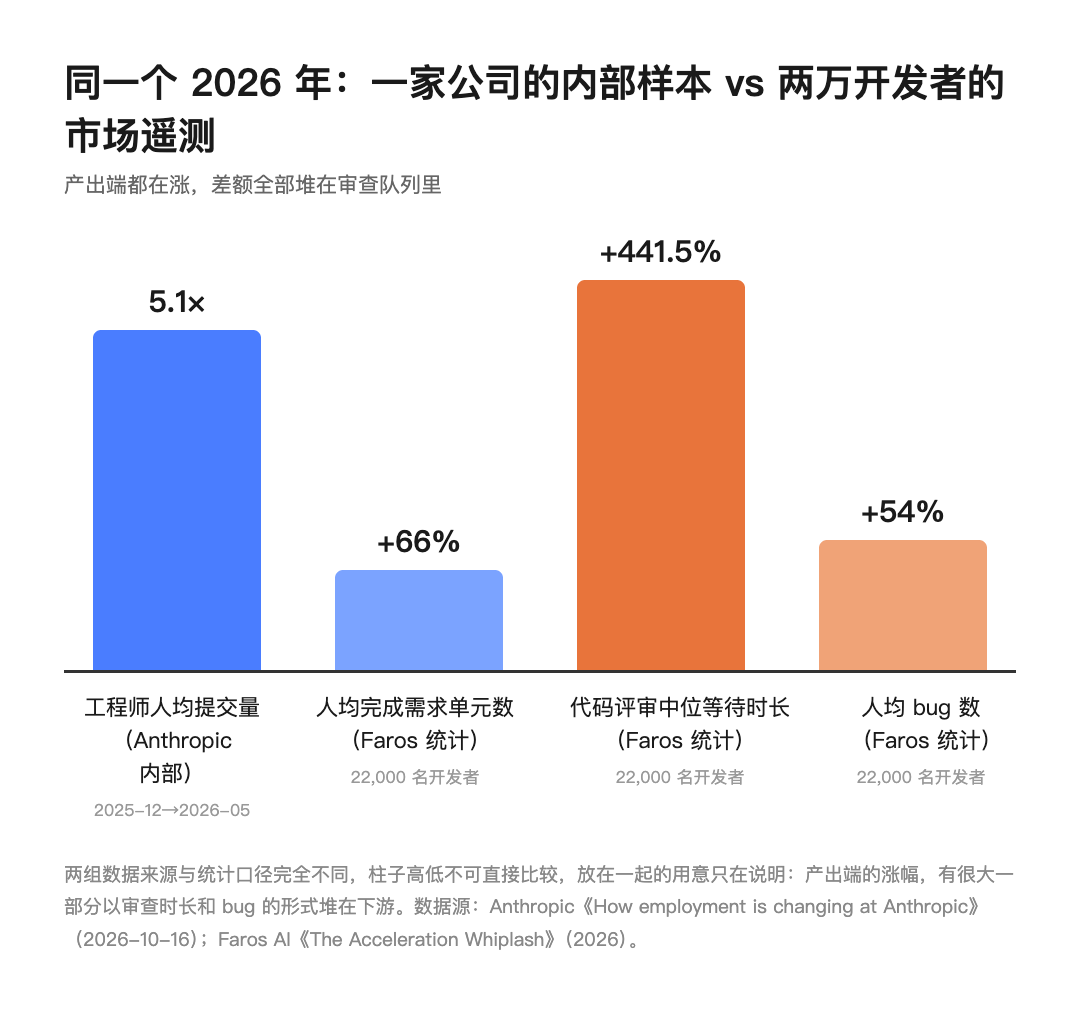 同一个 2026 年：一家公司的内部样本 vs 两万开发者的
市场遥测
产出端都在涨，差额全部堆在审查队列里
5.1×
+66%
+441.5%
+54%
工程师人均提交量
（Anthropic
内部）
2025-12→2026-05
人均完成需求单元数
（Faros 统计）
22,000 名开发者
代码评审中位等待时长
（Faros 统计）
22,000 名开发者
人均 bug 数
（Faros 统计）
22,000 名开发者
两组数据来源与统计口径完全不同，柱子高低不可直接比较，放在一起的用意只在说明：产出端的涨幅，有很大一
部分以审查时长和 bug 的形式堆在下游。数据源：Anthropic《How employment is changing at Anthropic》
（2026-10-16）；Faros AI《The Acceleration Whiplash》（2026）。